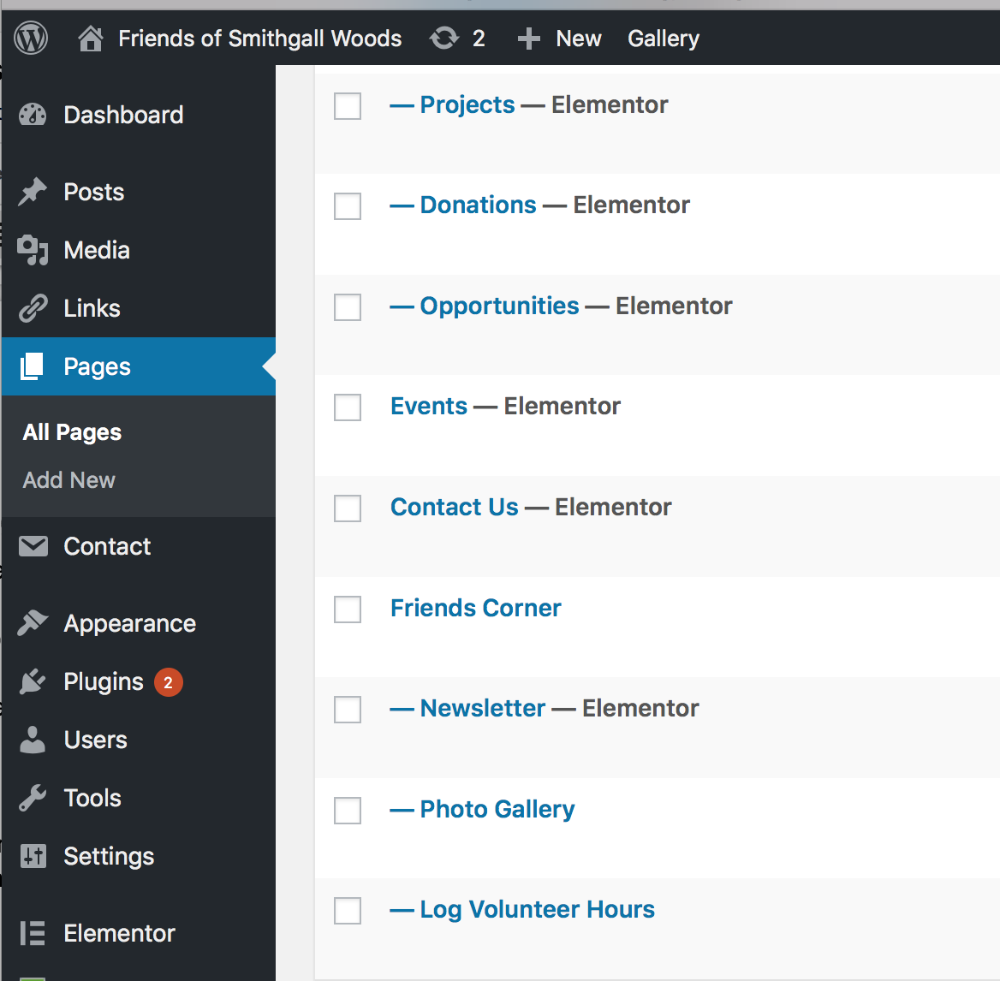 Friends of Smithgall Woods 2 New Gallery
Dashboard
Posts
Media
Links
Pages
All Pages
Add New
Contact
Appearance
Plugins 2
Users
Tools
Settings
Elementor
— Projects — Elementor
— Donations — Elementor
— Opportunities — Elementor
Events — Elementor
Contact Us — Elementor
Friends Corner
— Newsletter — Elementor
— Photo Gallery
— Log Volunteer Hours